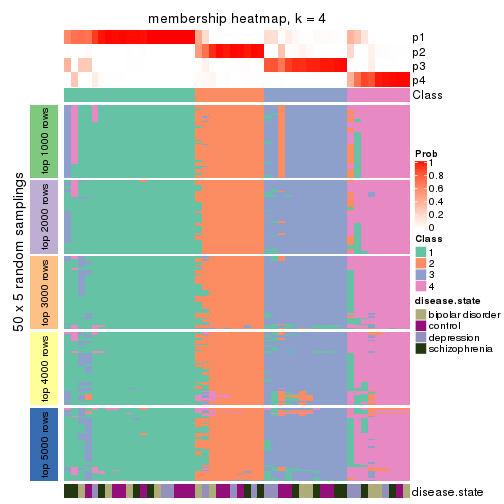 membership heatmap, k = 4
p1
p2
p3
p4
Class
50 x 5 random samplings
top 1000 rows
top 2000 rows
top 3000 rows
top 4000 rows
top 5000 rows
Prob
1
0.8
0.6
0.4
0.2
0
Class
1
2
3
4
disease.state
bipolar disorder
control
depression
schizophrenia
disease.state